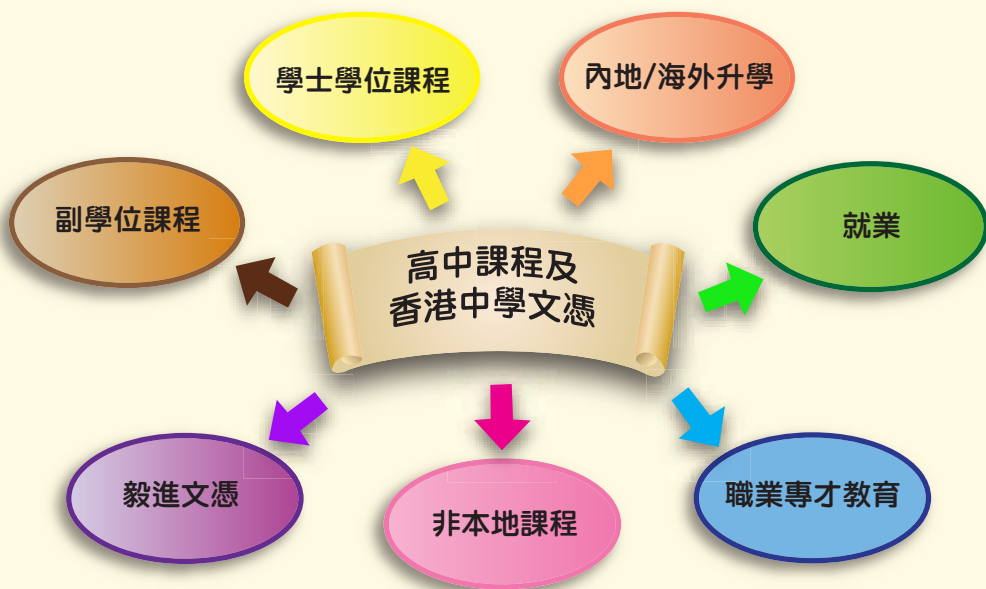 學士學位課程
內地/海外升學
副學位課程
就業
高中課程及
香港中學文憑
毅進文憑
非本地課程
職業專才教育